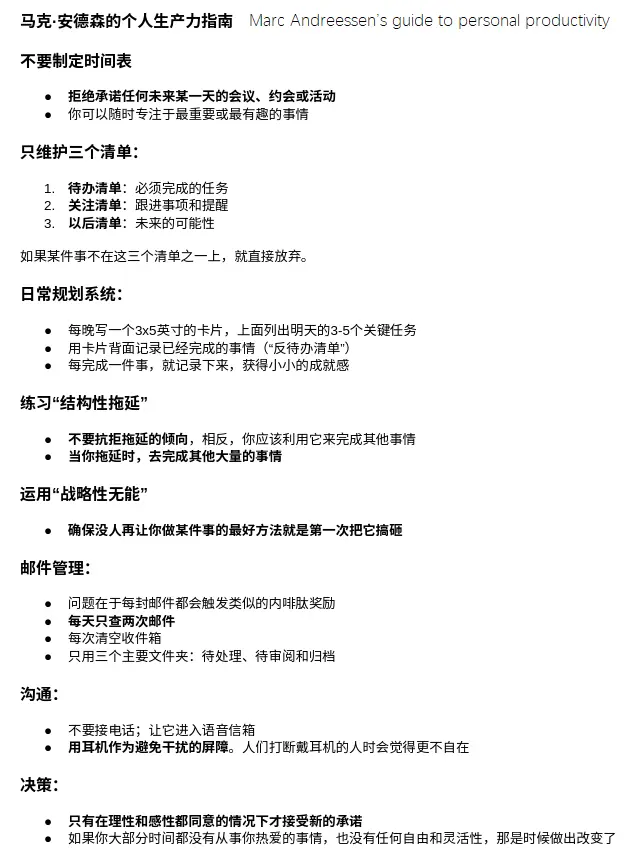 马克·安德森的个人生产力指南 Marc Andreessen's guide to personal productivity
不要制定时间表
● 拒绝承诺任何未来某一天的会议、约会或活动
● 你可以随时专注于最重要或最有趣的事情
只维护三个清单：
1. 待办清单：必须完成的任务
2. 关注清单：跟进事项和提醒
3. 以后清单：未来的可能性
如果某件事不在这三个清单之一上，就直接放弃。
日常规划系统：
● 每晚写一个3x5英寸的卡片，上面列出明天的3-5个关键任务
● 用卡片背面记录已经完成的事情（“反待办清单”）
● 每完成一件事，就记录下来，获得小小的成就感
练习“结构性拖延”
● 不要抗拒拖延的倾向，相反，你应该利用它来完成其他事情
● 当你拖延时，去完成其他大量的事情
运用“战略性无能”
● 确保没人再让你做某件事的最好方法就是第一次把它搞砸
邮件管理：
● 问题在于每封邮件都会触发类似的内啡肽奖励
● 每天只查两次邮件
● 每次清空收件箱
● 只用三个主要文件夹：待处理、待审阅和归档
沟通：
● 不要接电话；让它进入语音信箱
● 用耳机作为避免干扰的屏障。人们打断戴耳机的人时会觉得更不自在
决策：
● 只有在理性和感性都同意的情况下才接受新的承诺
● 如果你大部分时间都没有从事你热爱的事情，也没有任何自由和灵活性，那是时候做出改变了